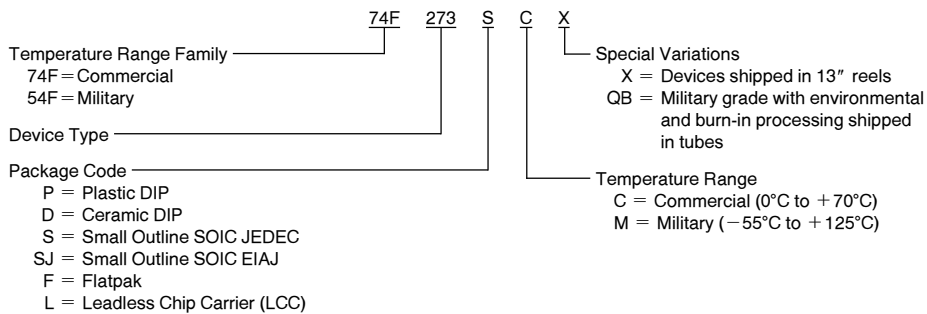 74F 273 S C X
Temperature Range Family
74F = Commercial
54F = Military
Device Type
Package Code
P = Plastic DIP
D = Ceramic DIP
S = Small Outline SOIC JEDEC
SJ = Small Outline SOIC EIAJ
F = Flatpak
L = Leadless Chip Carrier (LCC)
Special Variations
X = Devices shipped in 13″ reels
QB = Military grade with environmental
and burn-in processing shipped
in tubes
Temperature Range
C = Commercial (0°C to +70°C)
M = Military (−55°C to +125°C)